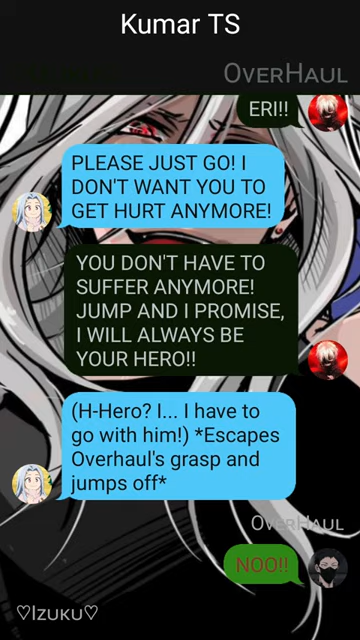 Kumar TS
OVERHAUL
ERI!!
PLEASE JUST GO! I
DON'T WANT YOU TO
GET HURT ANYMORE!
YOU DON'T HAVE TO
SUFFER ANYMORE!
JUMP AND I PROMISE,
I WILL ALWAYS BE
YOUR HERO!!
(H-Hero? I... I have to
go with him!) *Escapes
Overhaul's grasp and
jumps off*
OVERHAUL
NOO!!
♡IZUKU♡